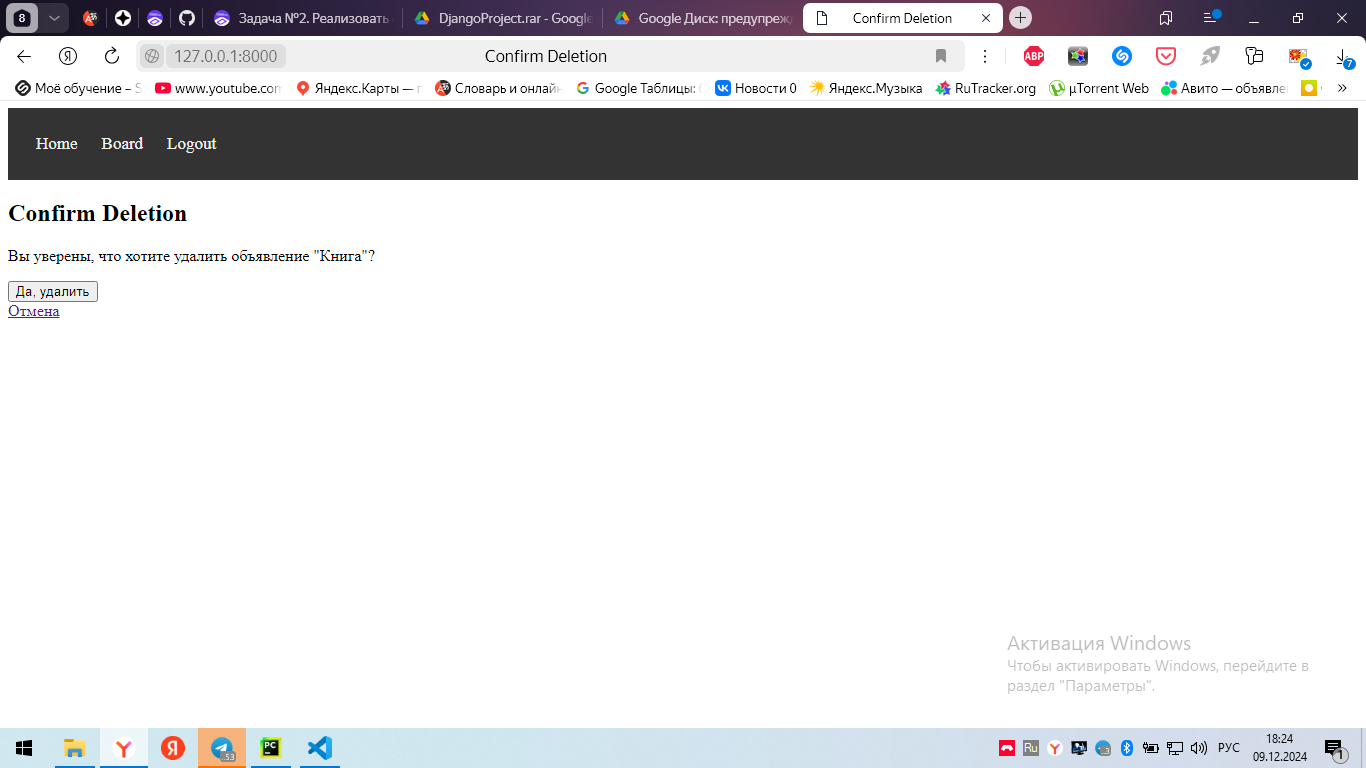 8
Задача №2. Реализовать
DjangoProject.rar - Google
Google Диск: предупрежд
Confirm Deletion
Я
127.0.0.1:8000
Confirm Deletion
ABP
7
Моё обучение – S
www.youtube.com
Яндекс.Карты — г
Словарь и онлайн
Google Таблицы:
Новости 0
Яндекс.Музыка
RuTracker.org
µTorrent Web
Авито — объявле
Home
Board
Logout
Confirm Deletion
Вы уверены, что хотите удалить объявление "Книга"?
Да, удалить
Отмена
Активация Windows
Чтобы активировать Windows, перейдите в
раздел "Параметры".
Y
Я
53
PC
Ru
Y
РУС
18:24
09.12.2024
1